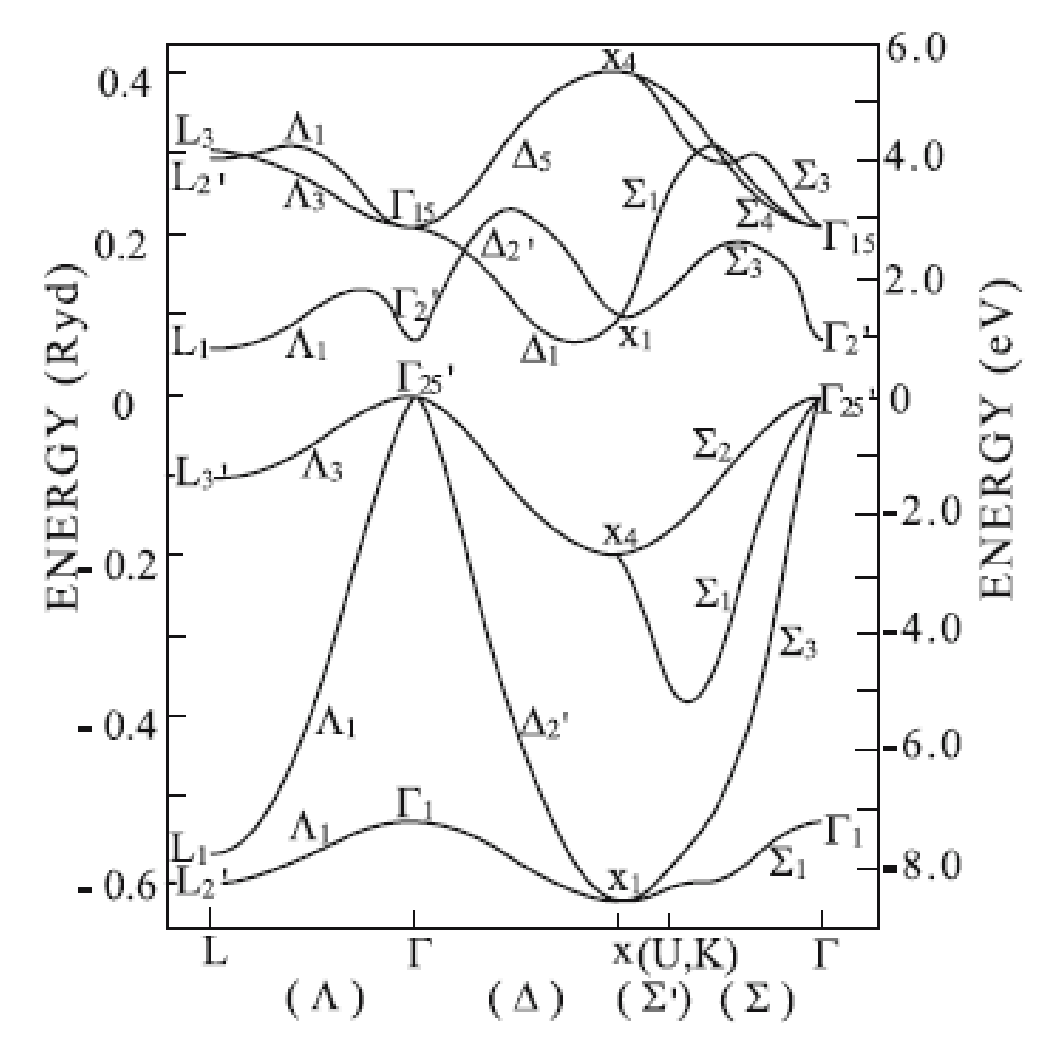 x4
6.0
0.4
L3
Λ1
L2'
Λ3
Γ15
Δ5
Σ1
Σ3
Σ4
4.0
Γ15
0.2
Δ2'
Σ3
2.0
Γ2'
L1
Λ1
Δ1
x1
Γ2'
Γ25'
0
Γ25'
0
L3'
Λ3
Σ2
-2.0
x4
- 0.2
Σ1
Σ3
-4.0
- 0.4
Λ1
Δ2'
-6.0
L1
Λ1
Γ1
Γ1
- 0.6
L2'
x1
Σ1
-8.0
ENERGY (Ryd)
ENERGY (eV)
L Γ x (U,K) Γ
(Λ) (Δ) (Σ') (Σ)